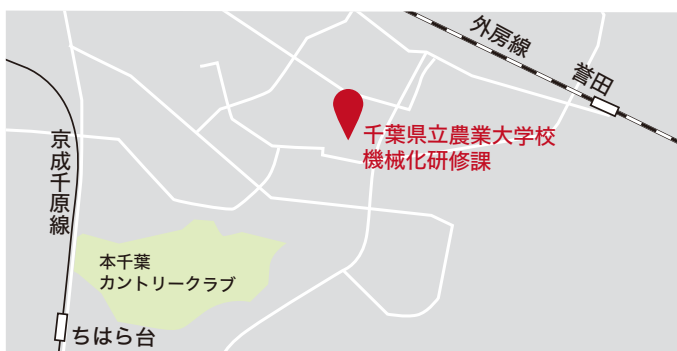 外房線
誉田
千葉県立農業大学校
機械化研修課
京成千原線
本千葉
カントリークラブ
ちはら台